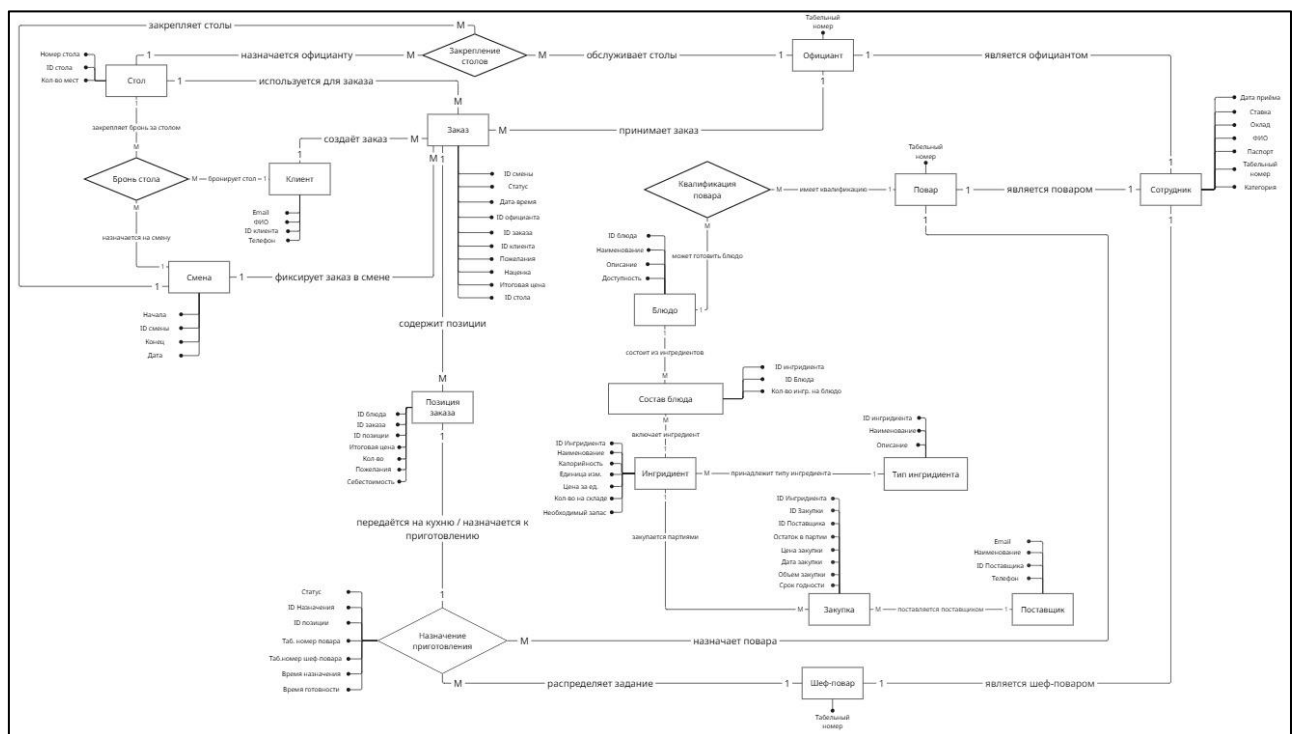 закрепляет столы
М
Табельный
номер
Номер стола
ID стола
Кол-во мест
Стол
1
назначается официанту
М
Закрепление
столов
М
обслуживает столы
1
Официант
1
является официантом
1
используется для заказа
М
1
1
закрепляет бронь за столом
М
Заказ
М
принимает заказ
создаёт заказ
М
1
М
1
Дата приёма
Ставка
Оклад
ФИО
Паспорт
Табельный
номер
Категория
1
Бронь стола
М
бронирует стол
1
Клиент
М
Email
ФИО
ID клиента
Телефон
ID смены
Статус
Дата-время
ID официанта
ID заказа
ID клиента
Пожелания
Наценка
Итоговая цена
ID стола
Квалификация
повара
М
имеет квалификацию
1
Табельный
номер
Повар
1
является поваром
1
Сотрудник
1
1
М
назначается на смену
1
1
Смена
1
фиксирует заказ в смене
Начала
ID смены
Конец
Дата
М
может готовить блюдо
ID блюда
Наименование
Описание
Доступность
Блюдо
1
содержит позиции
М
1
состоит из ингредиентов
М
Состав блюда
ID ингридиента
ID Блюда
Кол-во ингр. на блюдо
Позиция
заказа
ID блюда
ID заказа
ID позиции
Итоговая цена
Кол-во
Пожелания
Себестоимость
1
М
включает ингредиент
1
ID Ингридиента
Наименование
Калорийность
Единица изм.
Цена за ед.
Кол-во на складе
Необходимый запас
Ингридиент
М
принадлежит типу ингредиента
1
Тип ингридиента
ID ингридиента
Наименование
Описание
передаётся на кухню / назначается к
приготовлению
1
закупается партиями
М
ID Ингридиента
ID Закупки
ID Поставщика
Остаток в партии
Цена закупки
Дата закупки
Объем закупки
Срок годности
Закупка
М
поставляется поставщиком
1
Поставщик
Email
Наименование
ID Поставщика
Телефон
1
Статус
ID Назначения
ID позиции
Таб. номер повара
Таб.номер шеф-повара
Время назначения
Время готовности
Назначение
приготовления
М
назначает повара
М
распределяет задание
1
Шеф-повар
1
является шеф-поваром
Табельный
номер